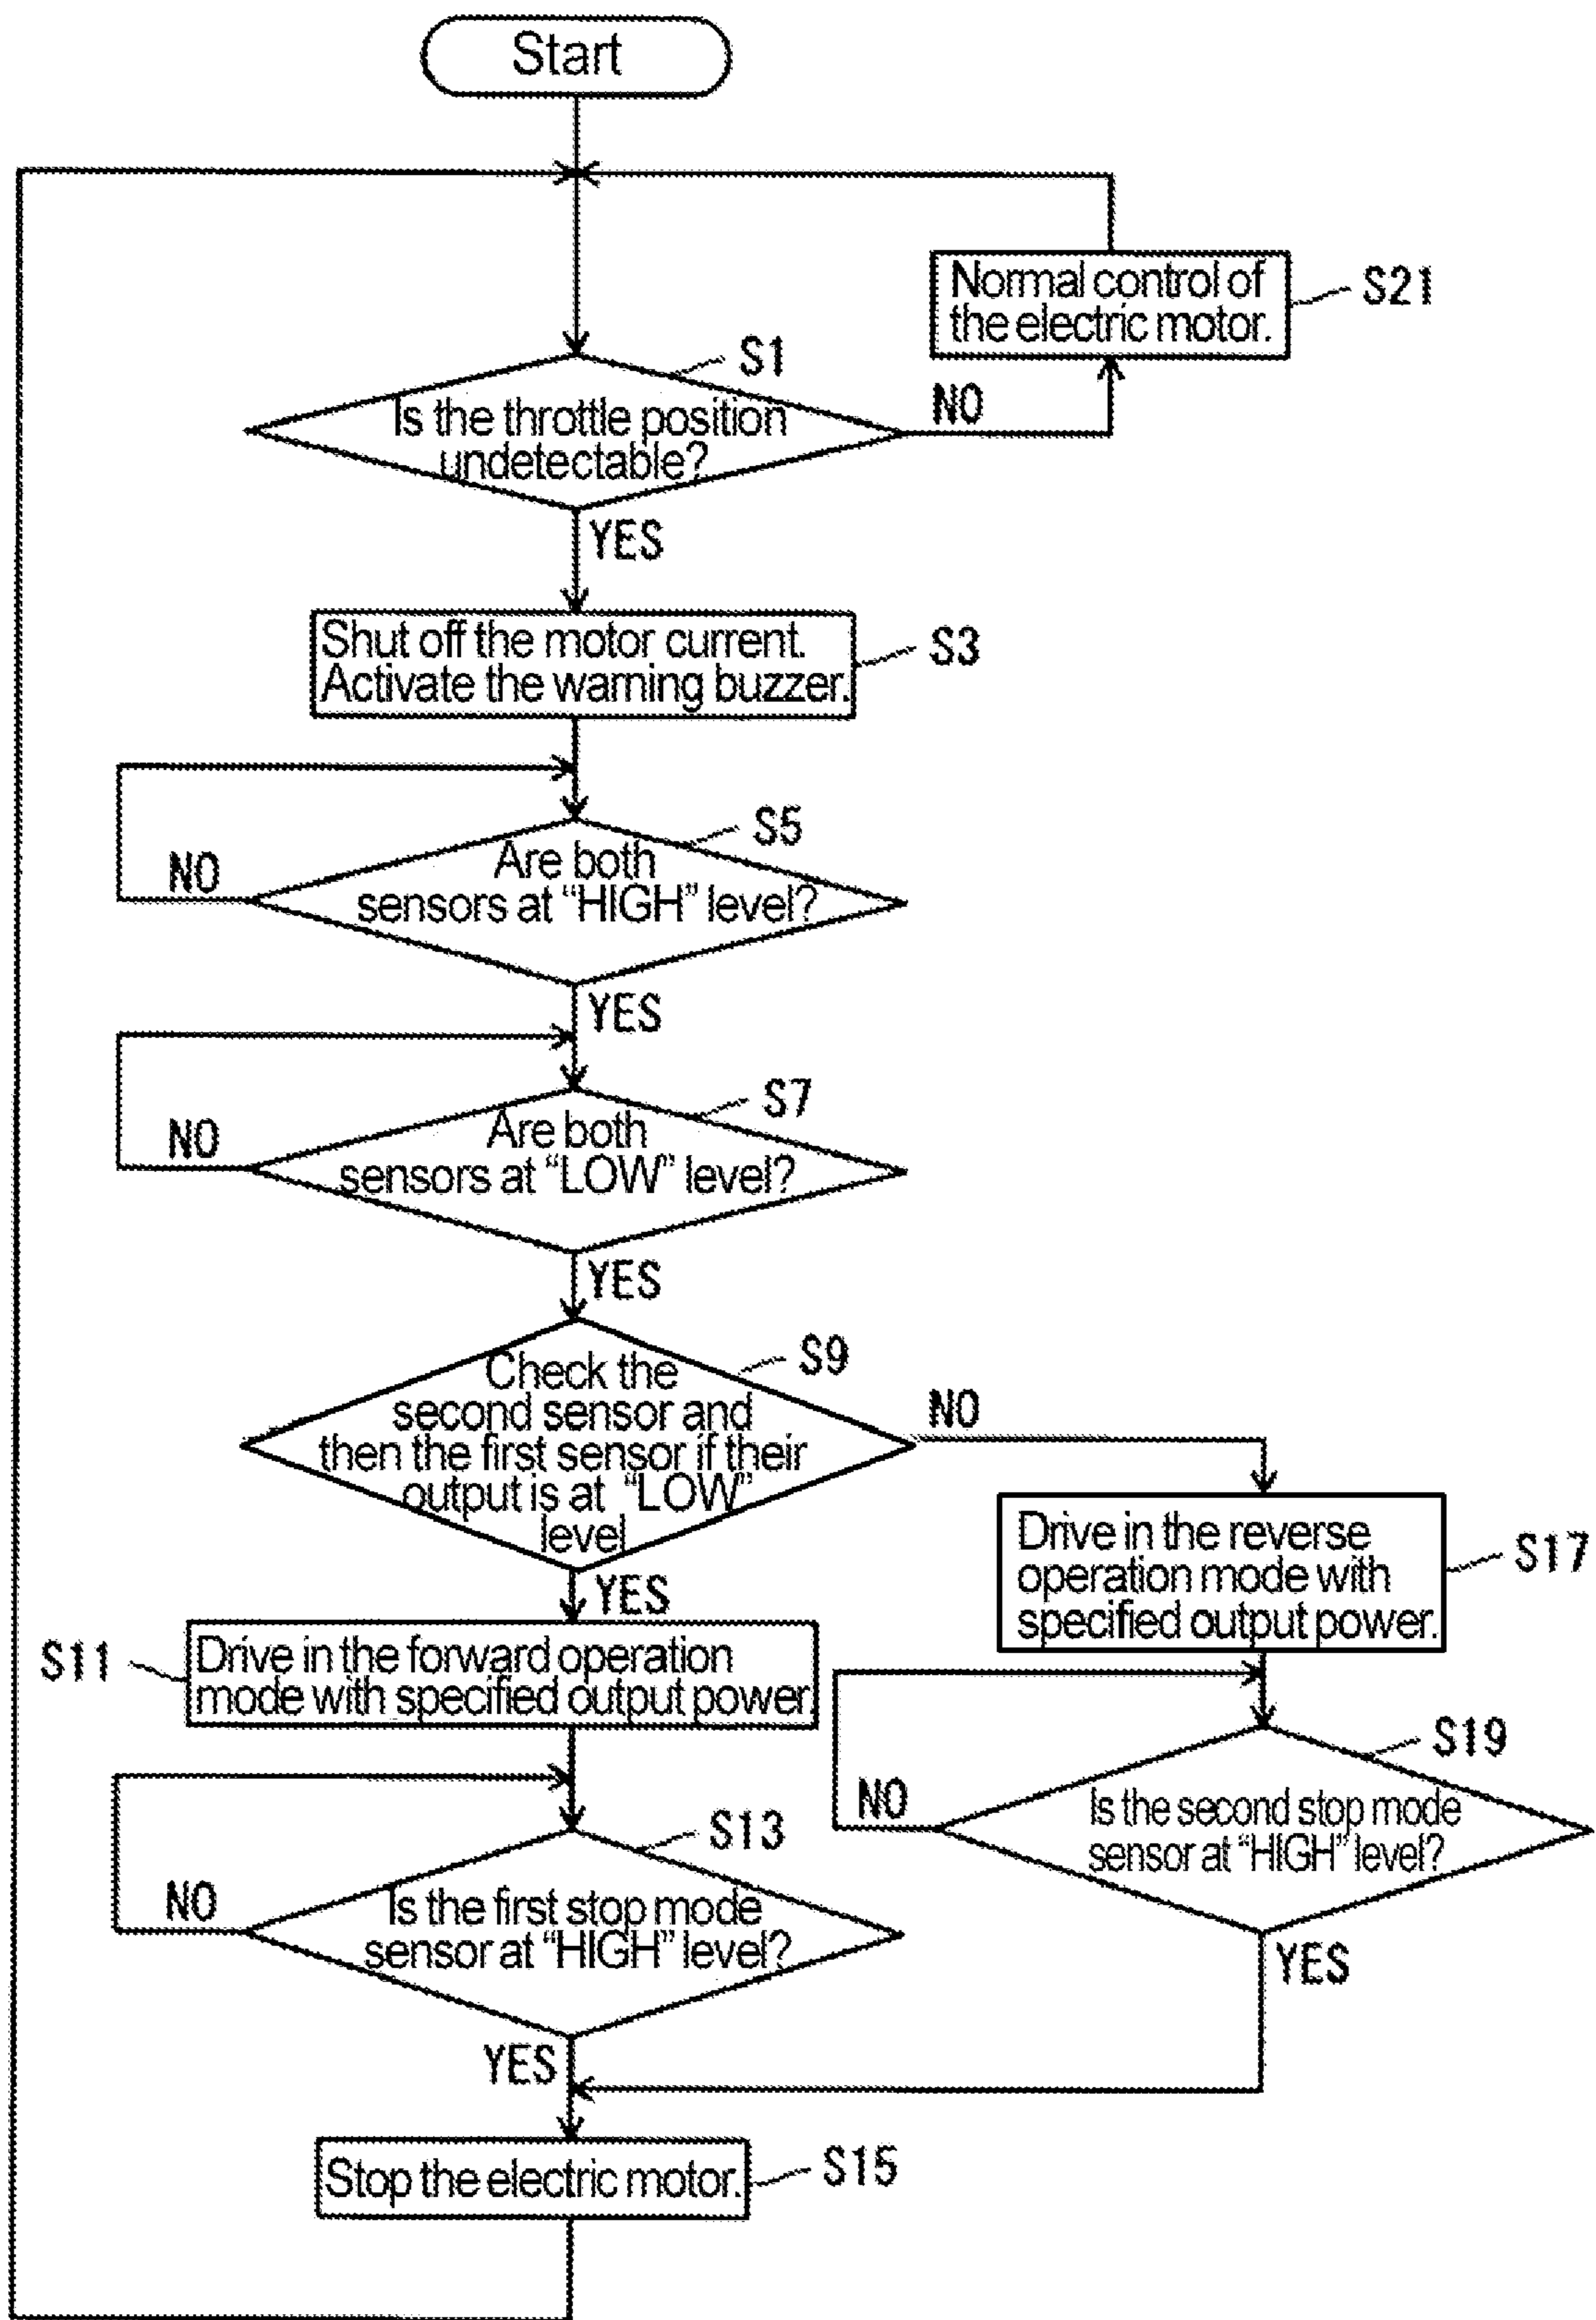 Start
Normal control of
the electric motor.
S21
S1
Is the throttle position
undetectable?
NO
YES
Shut off the motor current.
Activate the warning buzzer.
S3
S5
Are both
sensors at “HIGH” level?
NO
YES
S7
Are both
sensors at “LOW” level?
NO
YES
S9
Check the
second sensor and
then the first sensor if their
output is at “LOW”
level
NO
YES
Drive in the reverse
operation mode with
specified output power.
S17
S11
Drive in the forward operation
mode with specified output power.
S19
Is the second stop mode
sensor at “HIGH” level?
NO
YES
S13
Is the first stop mode
sensor at “HIGH” level?
NO
YES
Stop the electric motor.
S15